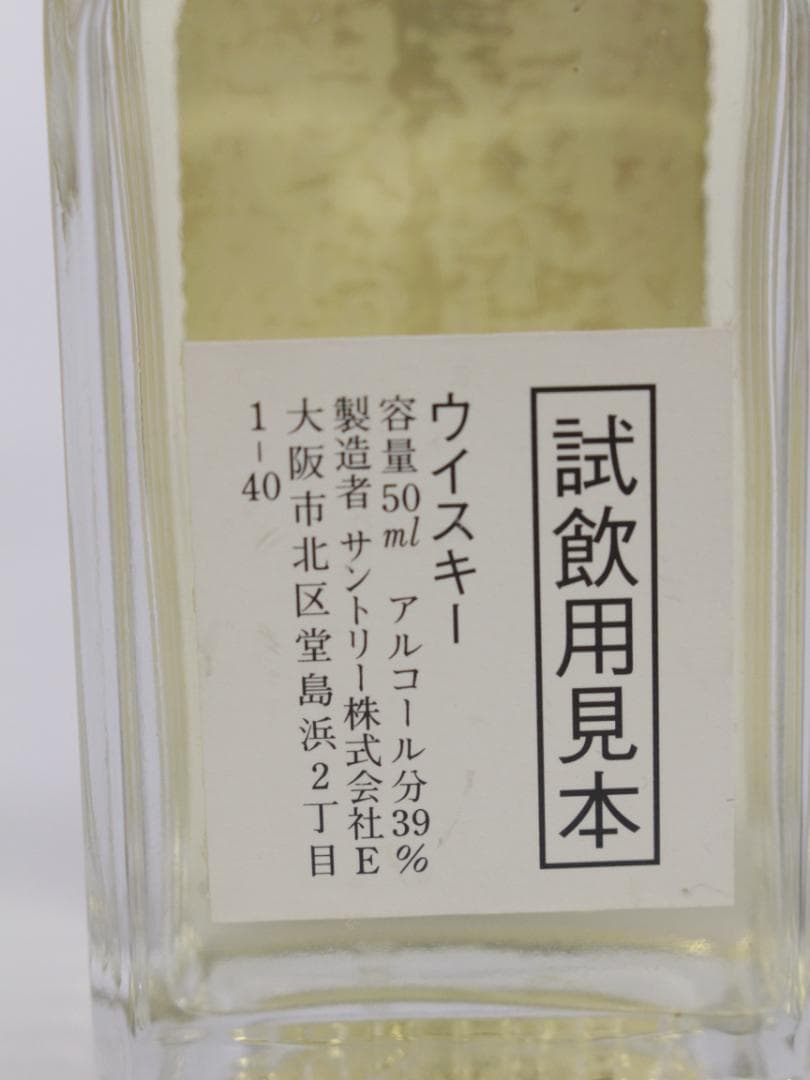 試飲用見本
ウイスキー
容量50ml アルコール分39%
製造者 サントリー株式会社E
大阪市北区堂島浜2丁目
1-40